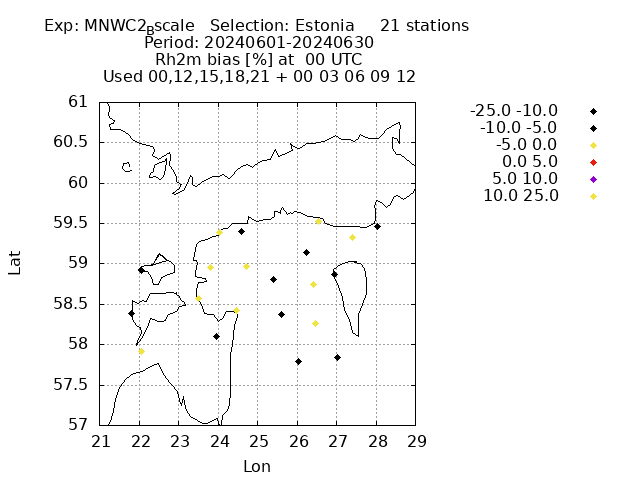 Exp: MNWC2Bscale   Selection: Estonia     21 stations
Period: 20240601-20240630
Rh2m bias [%] at  00 UTC
Used 00,12,15,18,21 + 00 03 06 09 12
-25.0 -10.0
-10.0 -5.0
-5.0 0.0
0.0 5.0
5.0 10.0
10.0 25.0
61
60.5
60
59.5
59
58.5
58
57.5
57
Lat
21 22 23 24 25 26 27 28 29
Lon